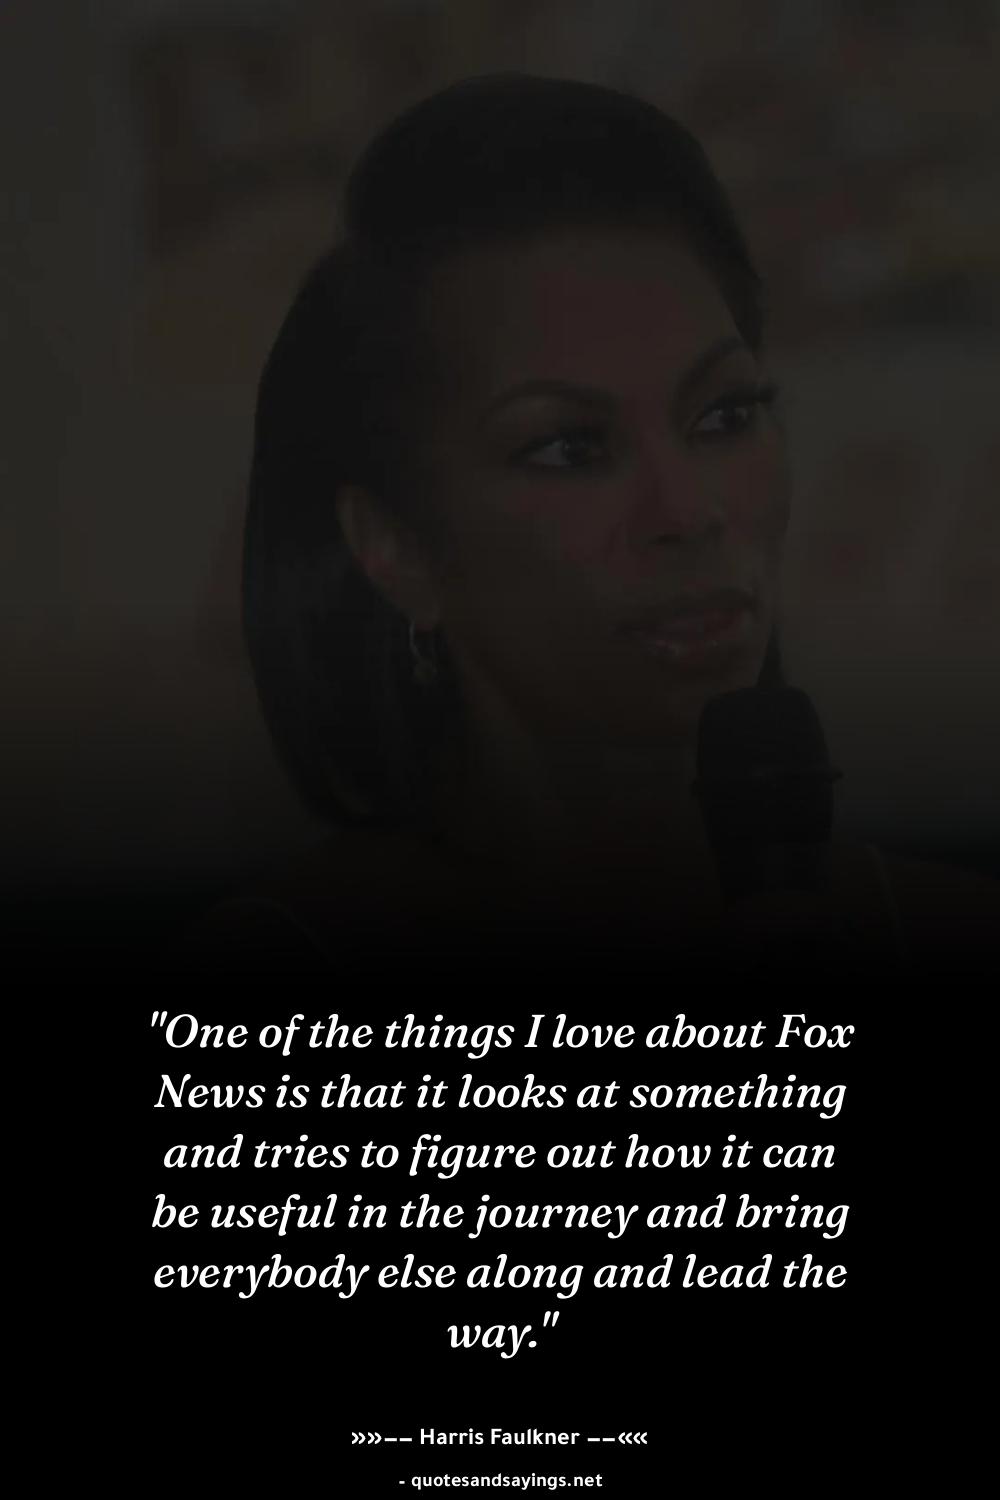 "One of the things I love about Fox
News is that it looks at something
and tries to figure out how it can
be useful in the journey and bring
everybody else along and lead the
way."
»»–– Harris Faulkner ––««
- quotesandsayings.net